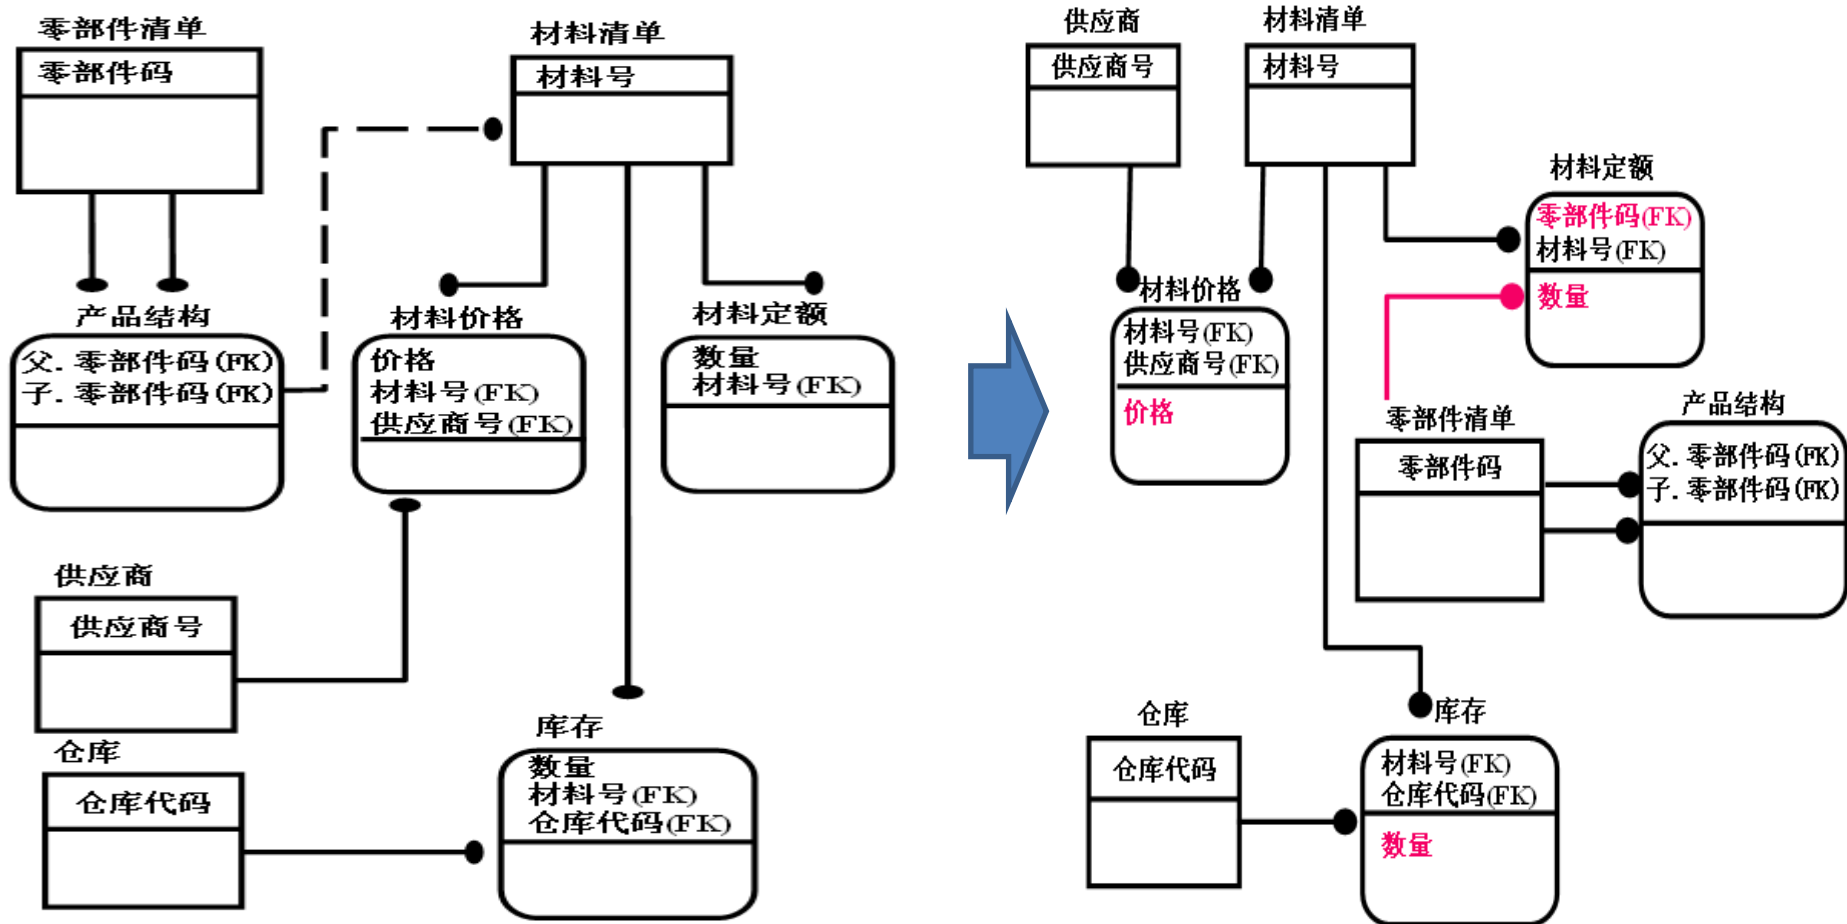 零部件清单
零部件码
材料清单
材料号
产品结构
父.零部件码(FK)
子.零部件码(FK)
材料价格
价格
材料号(FK)
供应商号(FK)
材料定额
数量
材料号(FK)
供应商
供应商号
仓库
仓库代码
库存
数量
材料号(FK)
仓库代码(FK)
供应商
供应商号
材料清单
材料号
材料定额
零部件码(FK)
材料号(FK)
数量
材料价格
材料号(FK)
供应商号(FK)
价格
零部件清单
零部件码
产品结构
父.零部件码(FK)
子.零部件码(FK)
仓库
仓库代码
库存
材料号(FK)
仓库代码(FK)
数量